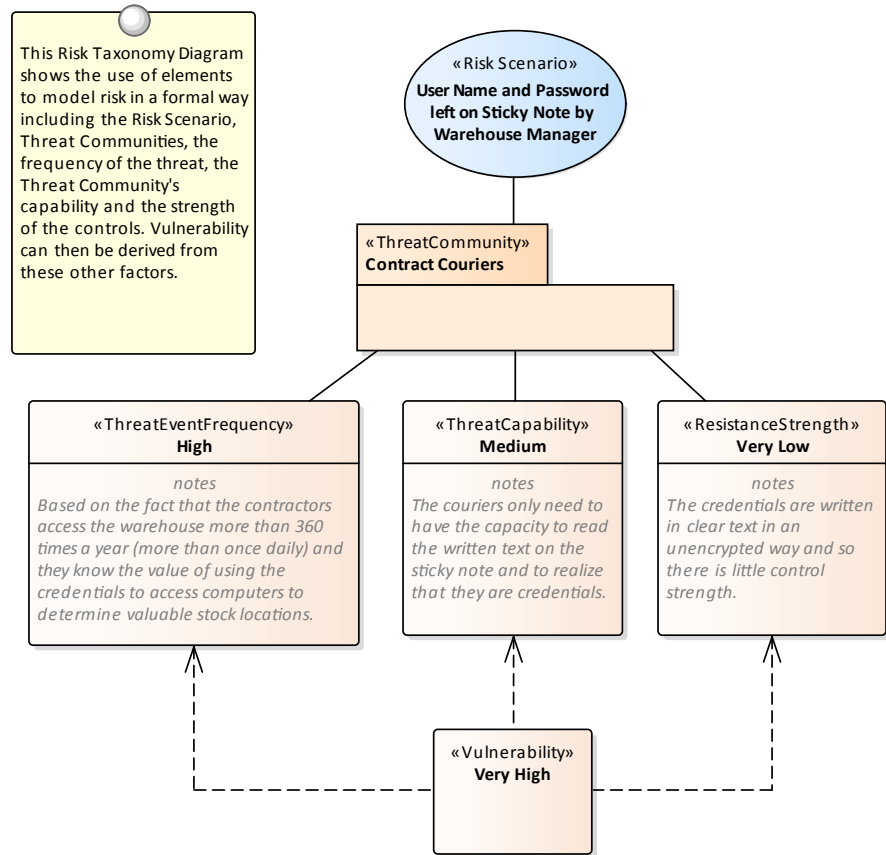 This Risk Taxonomy Diagram
shows the use of elements
to model risk in a formal way
including the Risk Scenario,
Threat Communities, the
frequency of the threat, the
Threat Community's
capability and the strength
of the controls. Vulnerability
can then be derived from
these other factors.
«Risk Scenario»
User Name and Password
left on Sticky Note by
Warehouse Manager
«ThreatCommunity»
Contract Couriers
«ThreatEventFrequency»
High
notes
Based on the fact that the contractors
access the warehouse more than 360
times a year (more than once daily) and
they know the value of using the
credentials to access computers to
determine valuable stock locations.
«ThreatCapability»
Medium
notes
The couriers only need to
have the capacity to read
the written text on the
sticky note and to realize
that they are credentials.
«ResistanceStrength»
Very Low
notes
The credentials are written
in clear text in an
unencrypted way and so
there is little control
strength.
«Vulnerability»
Very High